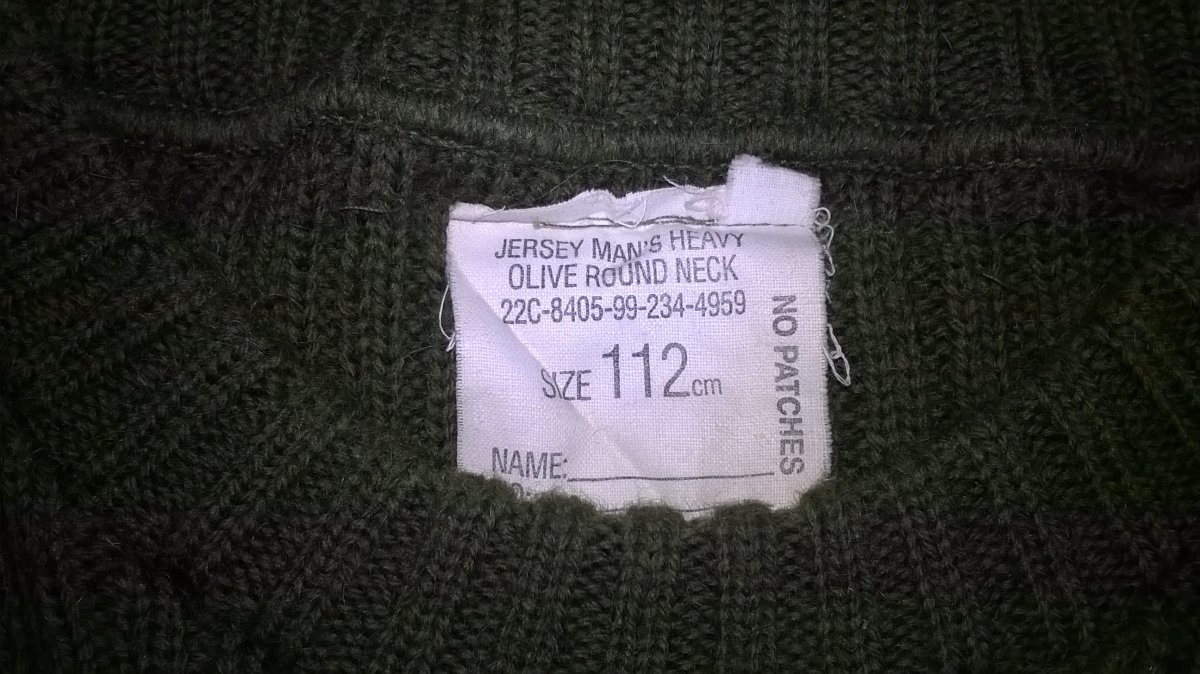 JERSEY MAN'S HEAVY
OLIVE ROUND NECK
22C-8405-99-234-4959
SIZE 112cm
NO PATCHES
NAME: